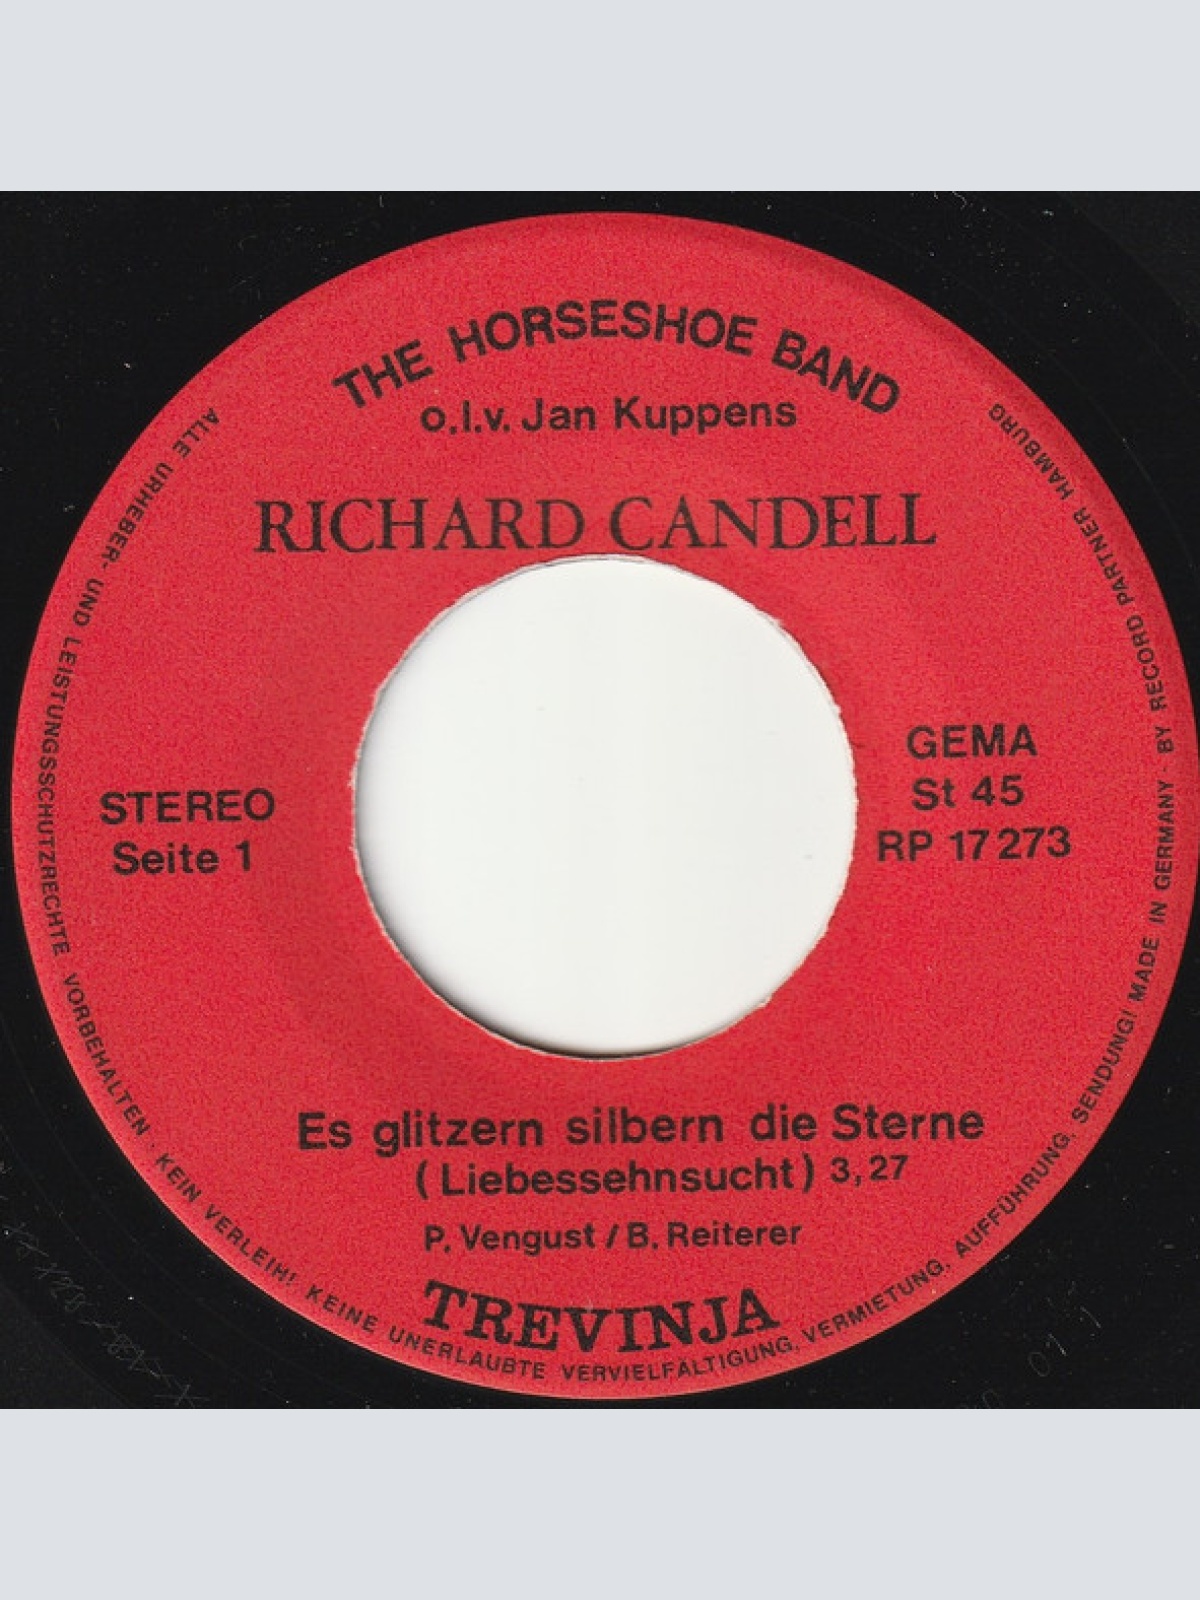 THE HORSESHOE BAND
o.l.v. Jan Kuppens
RICHARD CANDELL
STEREO
Seite 1
GEMA
St 45
RP 17 273
Es glitzern silbern die Sterne
(Liebessehnsucht) 3,27
P. Vengust / B. Reiterer
TREVINJA
ALLE URHEBER- UND LEISTUNGSSCHUTZRECHTE VORBEHALTEN · KEIN VERLEIH! KEINE UNERLAUBTE VERVIELFÄLTIGUNG, VERMIETUNG, AUFFÜHRUNG, SENDUNG! MADE IN GERMANY · BY RECORD PARTNER HAMBURG